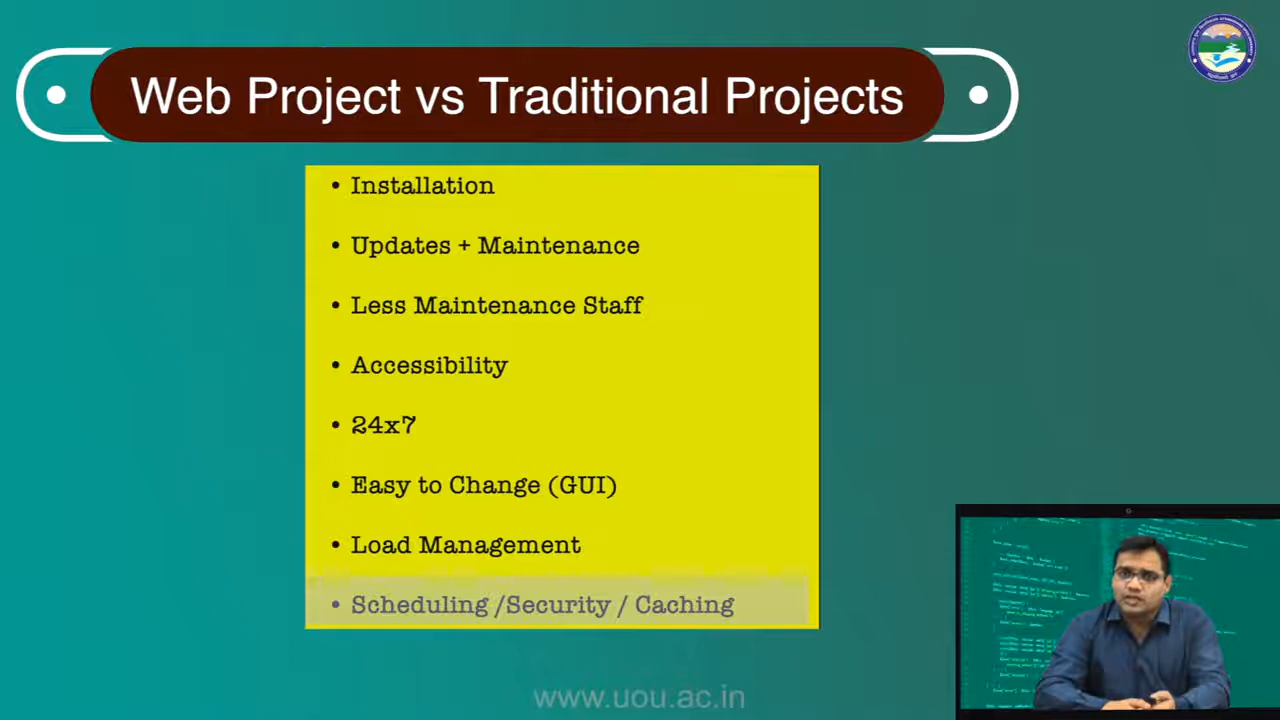 Web Project vs Traditional Projects
• Installation
• Updates + Maintenance
• Less Maintenance Staff
• Accessibility
• 24x7
• Easy to Change (GUI)
• Load Management
• Scheduling /Security / Caching
www.uou.ac.in